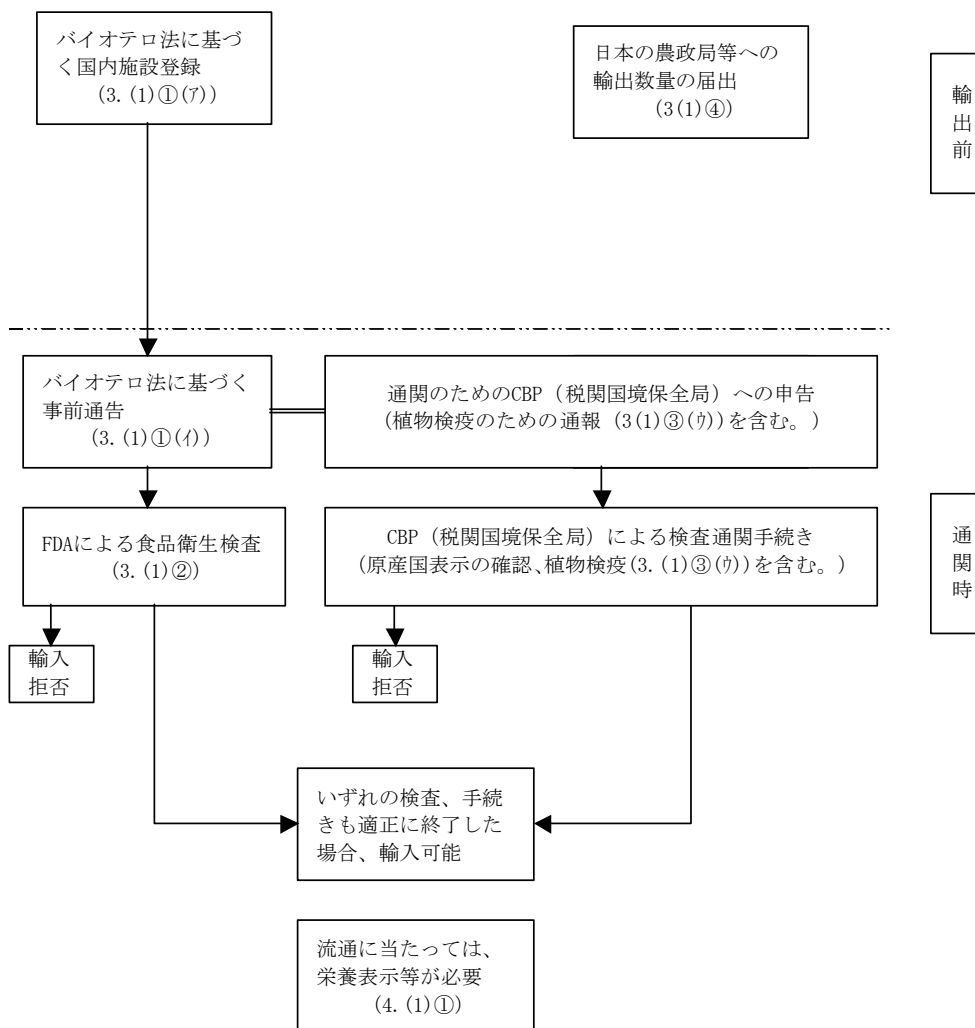 バイオテロ法に基づ
く国内施設登録
(3.(1)①(ｱ))
日本の農政局等への
輸出数量の届出
(3(1)④)
輸
出
前
バイオテロ法に基づく
事前通告
(3.(1)①(ｲ))
通関のためのCBP（税関国境保全局）への申告
(植物検疫のための通報（3(1)③(ｳ))を含む。)
FDAによる食品衛生検査
(3.(1)②)
CBP（税関国境保全局）による検査通関手続き
(原産国表示の確認、植物検疫(3.(1)③(ｳ))を含む。)
通
関
時
輸入
拒否
輸入
拒否
いずれの検査、手続
きも適正に終了した
場合、輸入可能
流通に当たっては、
栄養表示等が必要
(4.(1)①)